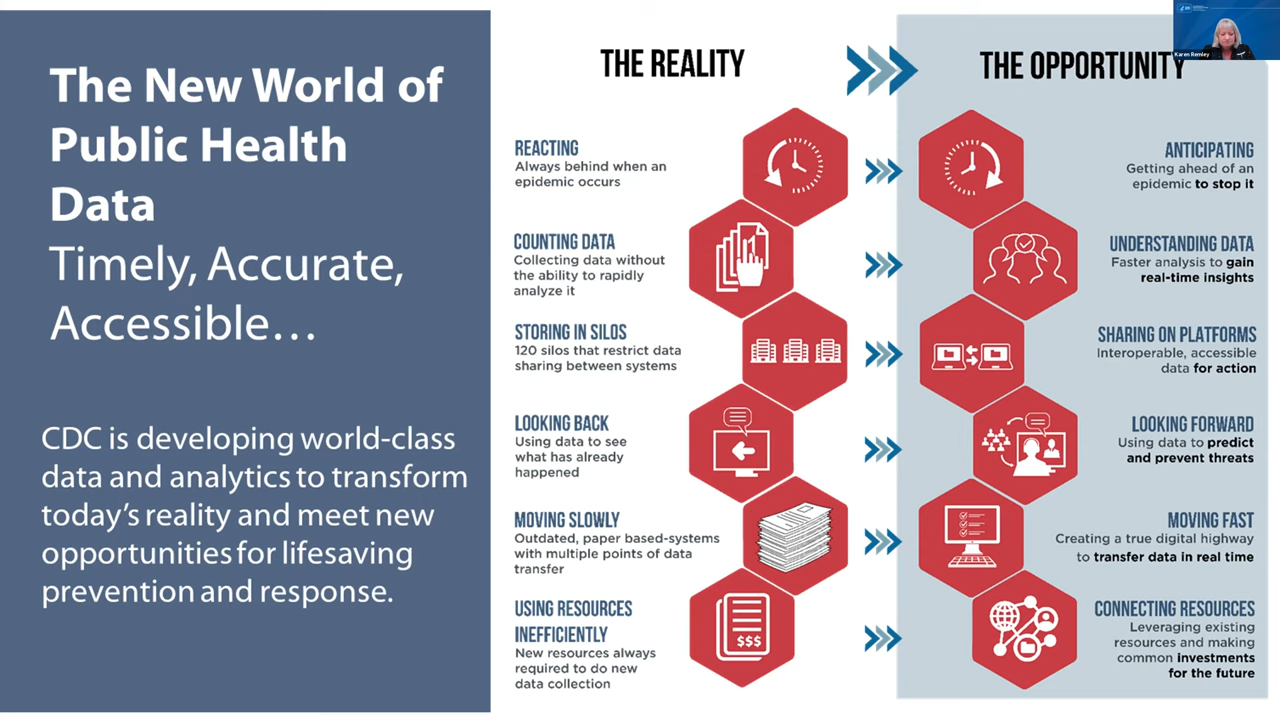 The New World of
Public Health
Data
Timely, Accurate,
Accessible...
CDC is developing world-class
data and analytics to transform
today's reality and meet new
opportunities for lifesaving
prevention and response.
THE REALITY
THE OPPORTUNITY
Karen Remley
REACTING
Always behind when an
epidemic occurs
ANTICIPATING
Getting ahead of an
epidemic to stop it
COUNTING DATA
Collecting data without
the ability to rapidly
analyze it
1
UNDERSTANDING DATA
Faster analysis to gain
real-time insights
STORING IN SILOS
120 silos that restrict data
sharing between systems
SHARING ON PLATFORMS
Interoperable, accessible
data for action
LOOKING BACK
Using data to see
what has already
happened
LOOKING FORWARD
Using data to predict
and prevent threats
MOVING SLOWLY
Outdated, paper based-systems
with multiple points of data
transfer
MOVING FAST
Creating a true digital highway
to transfer data in real time
USING RESOURCES
INEFFICIENTLY
New resources always
required to do new
data collection
$$$
CONNECTING RESOURCES
Leveraging existing
resources and making
common investments
for the future